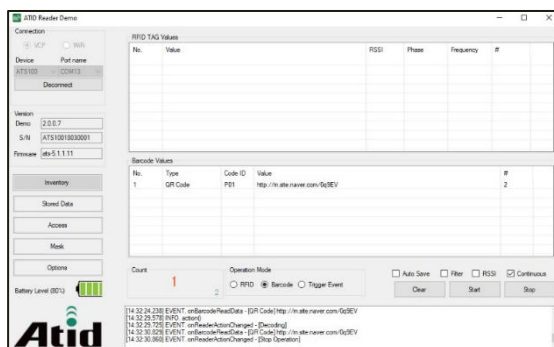 ATID Reader Demo
Connection
VCP
WIN
Device
Port name
ATS100
COM13
Disconnect
Version
Demo
2.0.0.7
S/N
ATS10018030001
Firmware
ats-5.1.1.11
Inventory
Stored Data
Access
Mask
Options
Battery Level (80%)
Atid
RFID TAG Values
No.
Value
RSSI
Phase
Frequency
#
Barcode Values
No.
Type
Code ID
Value
#
1
QR Code
P01
http://m.site.naver.com/0q9EV
2
Count
1
2
Operation Mode
RFID
Barcode
Trigger Event
Auto Save
Filter
RSSI
Continuous
Clear
Start
Stop
[14:32:24.238] EVENT. onBarcodeReadData - [QR Code] http://m.site.naver.com/0q9EV
[14:32:29.578] INFO. action()
[14:32:29.725] EVENT. onReaderActionChanged - [Decoding]
[14:32:30.829] EVENT. onBarcodeReadData - [QR Code] http://m.site.naver.com/0q9EV
[14:32:30.860] EVENT. onReaderActionChanged - [Stop Operation]